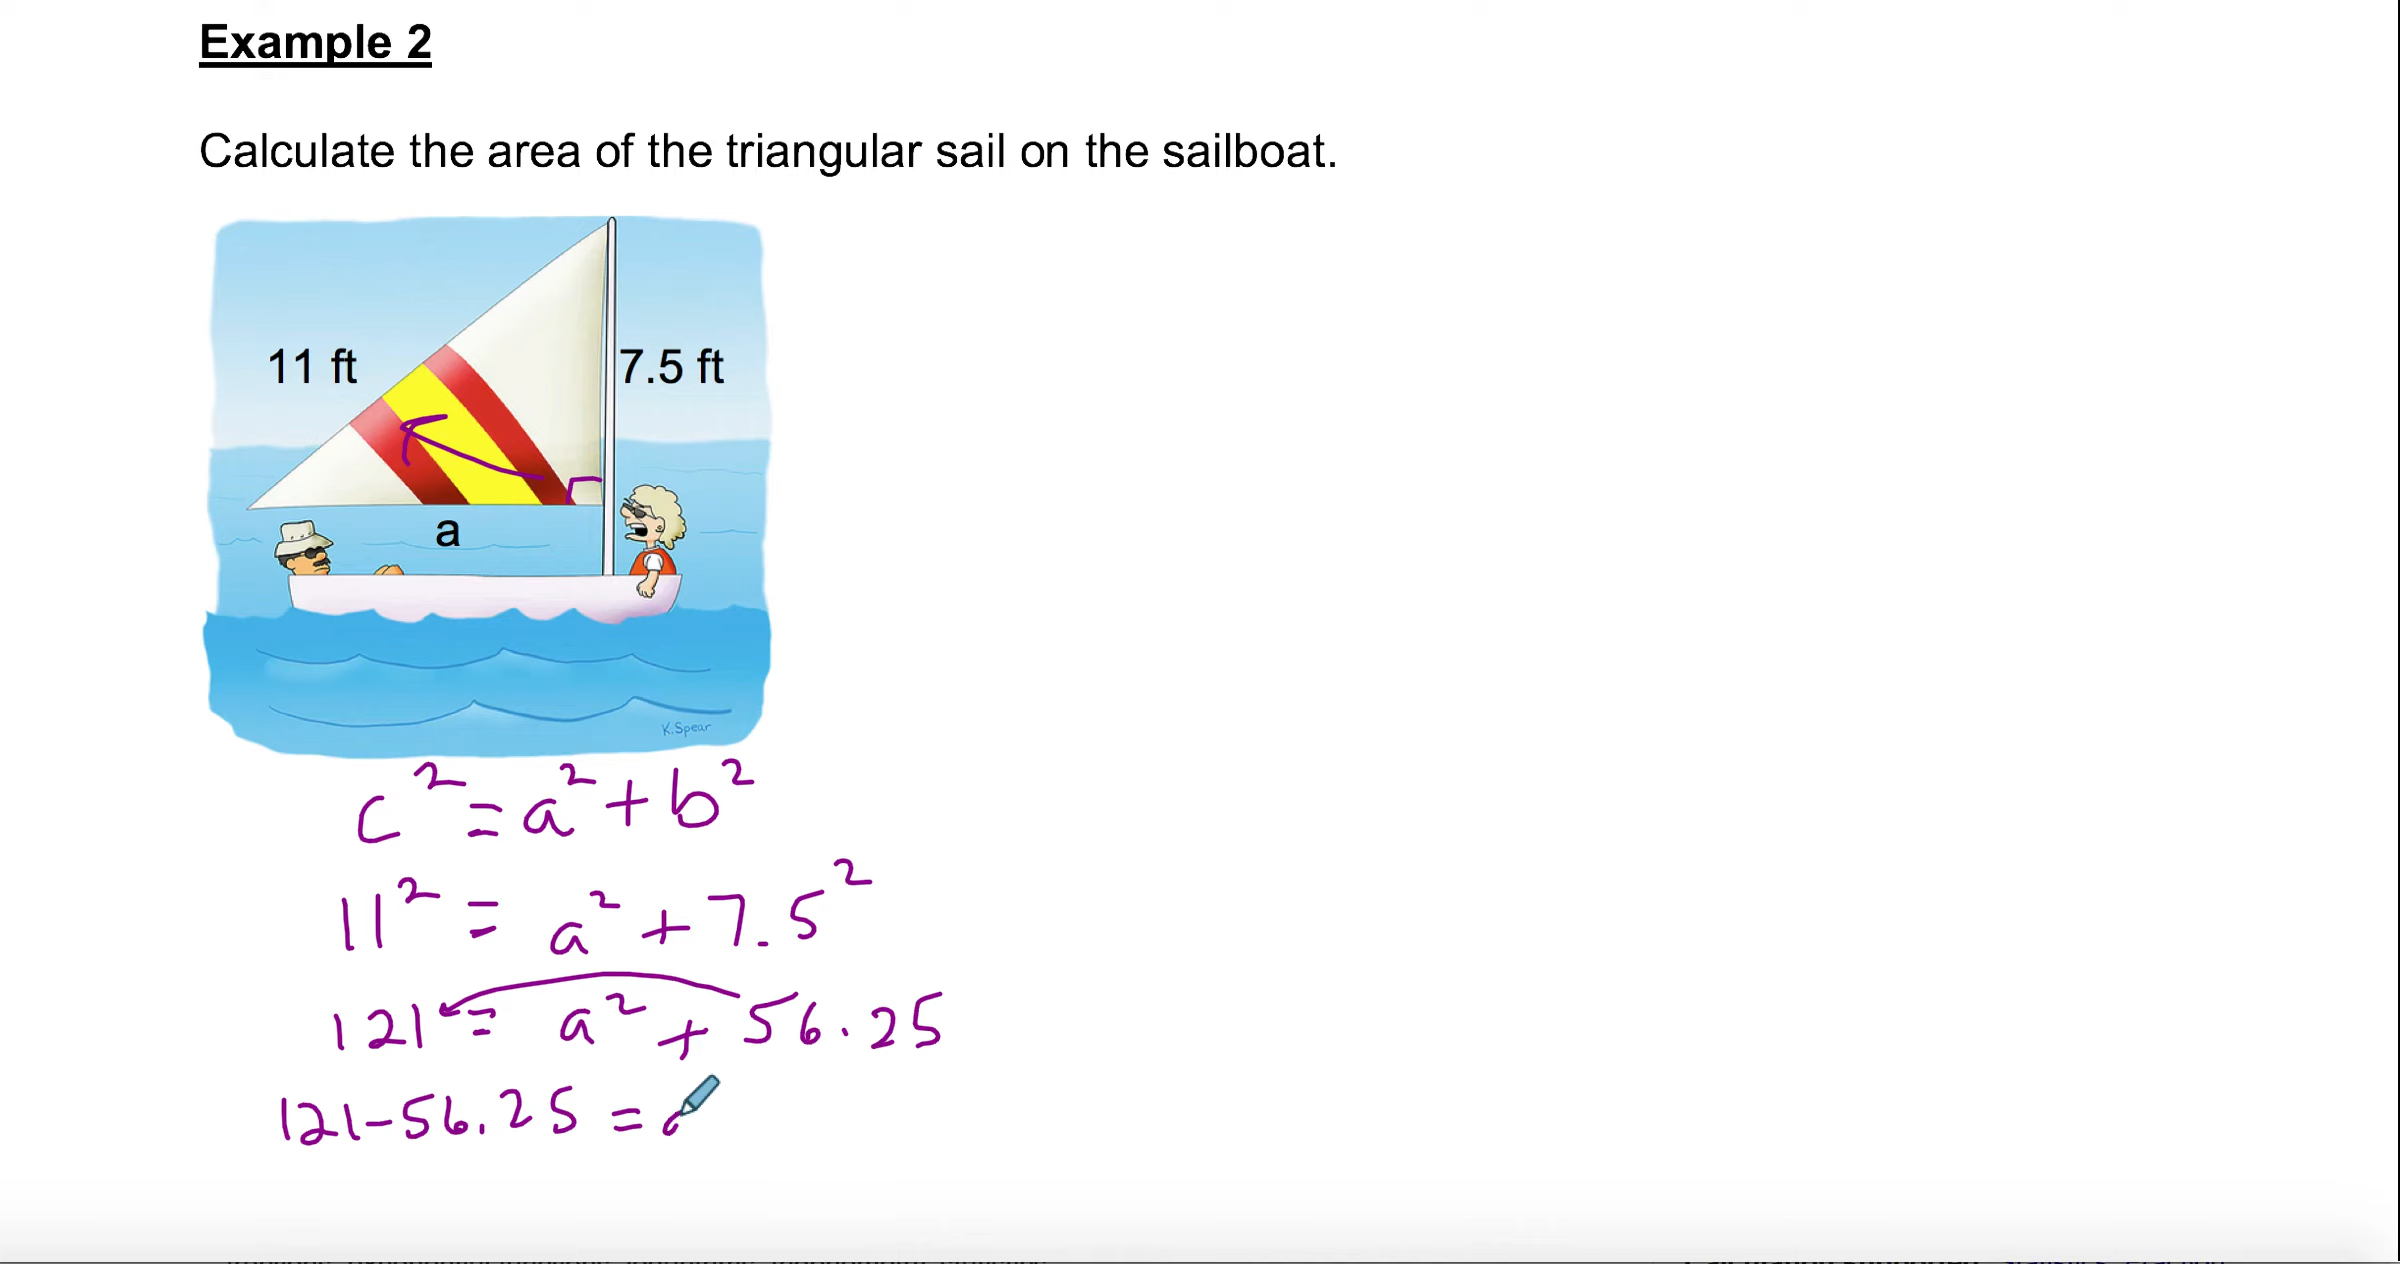 Example 2
Calculate the area of the triangular sail on the sailboat.
11 ft
7.5 ft
a
K.Spear
c² = a² + b²
11² = a² + 7.5²
121 = a² + 56.25
121 - 56.25 =